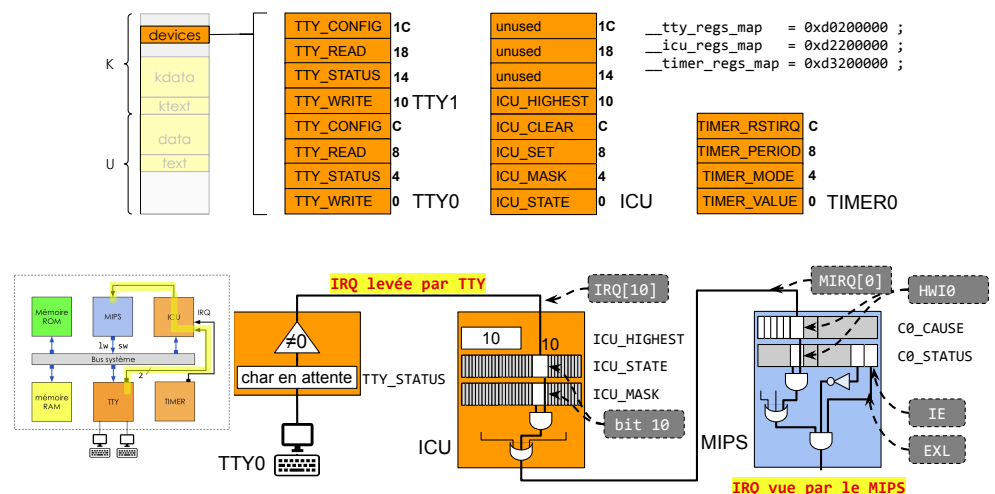 K
U
devices
kdata
ktext
data
text
TTY_CONFIG 1C
TTY_READ 18
TTY_STATUS 14
TTY_WRITE 10 TTY1
TTY_CONFIG C
TTY_READ 8
TTY_STATUS 4
TTY_WRITE 0 TTY0
unused 1C
unused 18
unused 14
ICU_HIGHEST 10
ICU_CLEAR C
ICU_SET 8
ICU_MASK 4
ICU_STATE 0 ICU
__tty_regs_map = 0xd0200000 ;
__icu_regs_map = 0xd2200000 ;
__timer_regs_map = 0xd3200000 ;
TIMER_RSTIRQ C
TIMER_PERIOD 8
TIMER_MODE 4
TIMER_VALUE 0 TIMER0
Mémoire
ROM
MIPS
ICU
IRQ
lw sw
Bus système
2
mémoire
RAM
TTY
TIMER
IRQ levée par TTY
≠0
char en attente
TTY_STATUS
TTY0
IRQ[10]
10
10
ICU_HIGHEST
ICU_STATE
ICU_MASK
bit 10
ICU
MIRQ[0]
HWI0
C0_CAUSE
C0_STATUS
IE
EXL
MIPS
IRQ vue par le MIPS